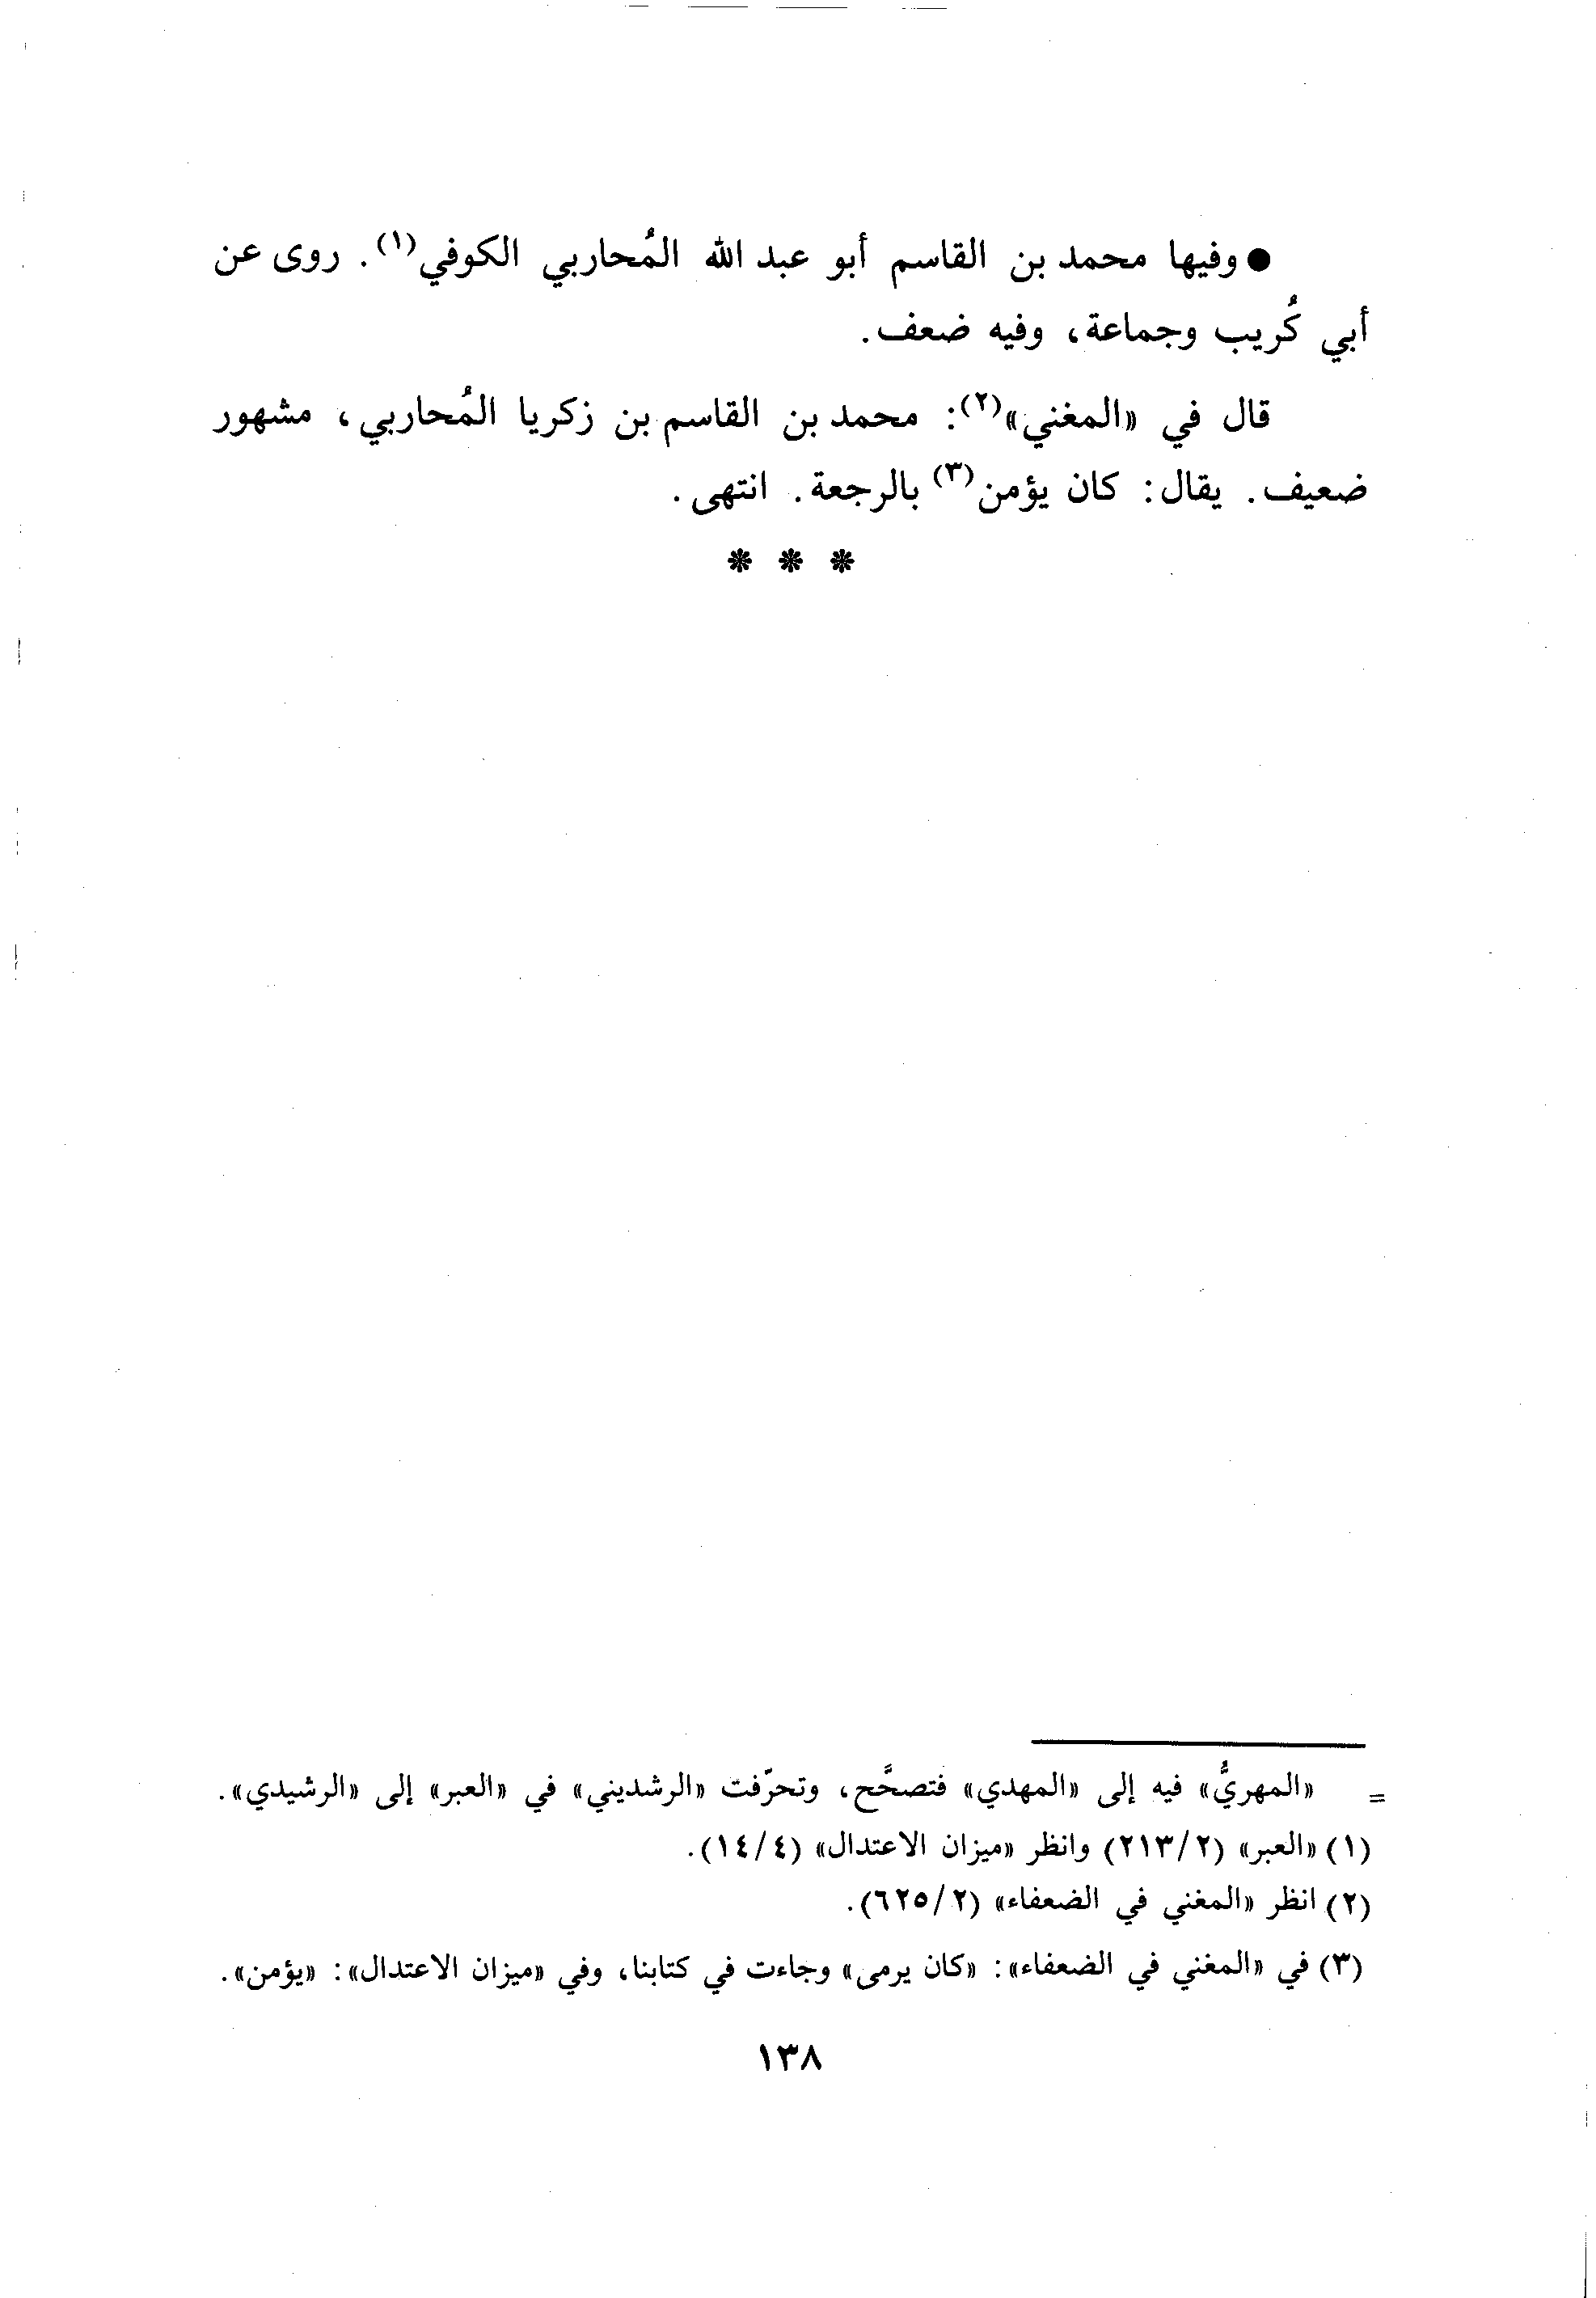 ● وفيها محمد بن القاسم أبو عبد الله المُحاربي الكوفي(١). روى عن
أبي كُريب وجماعة، وفيه ضعف.
قال في «المغني»(٢): محمد بن القاسم بن زكريا المُحاربي، مشهور
ضعيف. يقال: كان يؤمن(٣) بالرجعة. انتهى.
* * *
= «المهريُّ» فيه إلى «المهدي» فتصحَّح، وتحرّفت «الرشديني» في «العبر» إلى «الرشيدي».
(١) «العبر» (٢/٢١٣) وانظر «ميزان الاعتدال» (٤/١٤).
(٢) انظر «المغني في الضعفاء» (٢/٦٢٥).
(٣) في «المغني في الضعفاء»: «كان يرمى» وجاءت في كتابنا، وفي «ميزان الاعتدال»: «يؤمن».
١٣٨